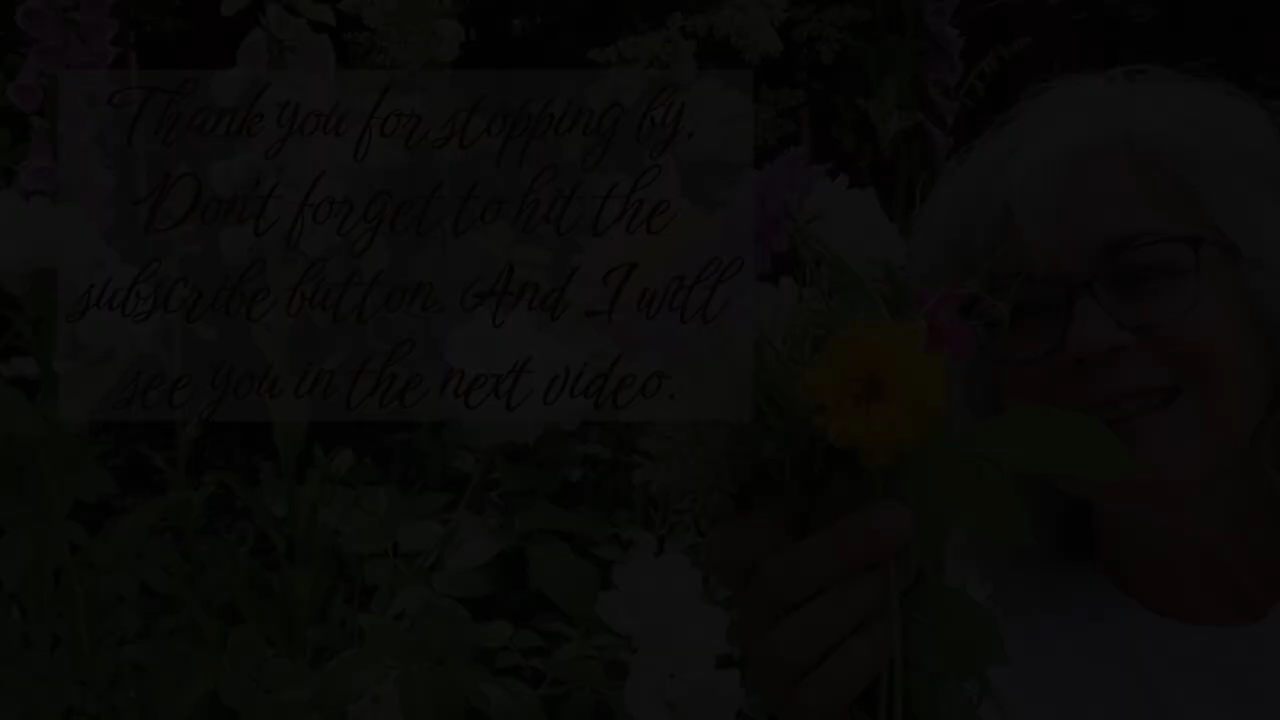 Thank you for stopping by.
Don't forget to hit the
subscribe button. And I will
see you in the next video.